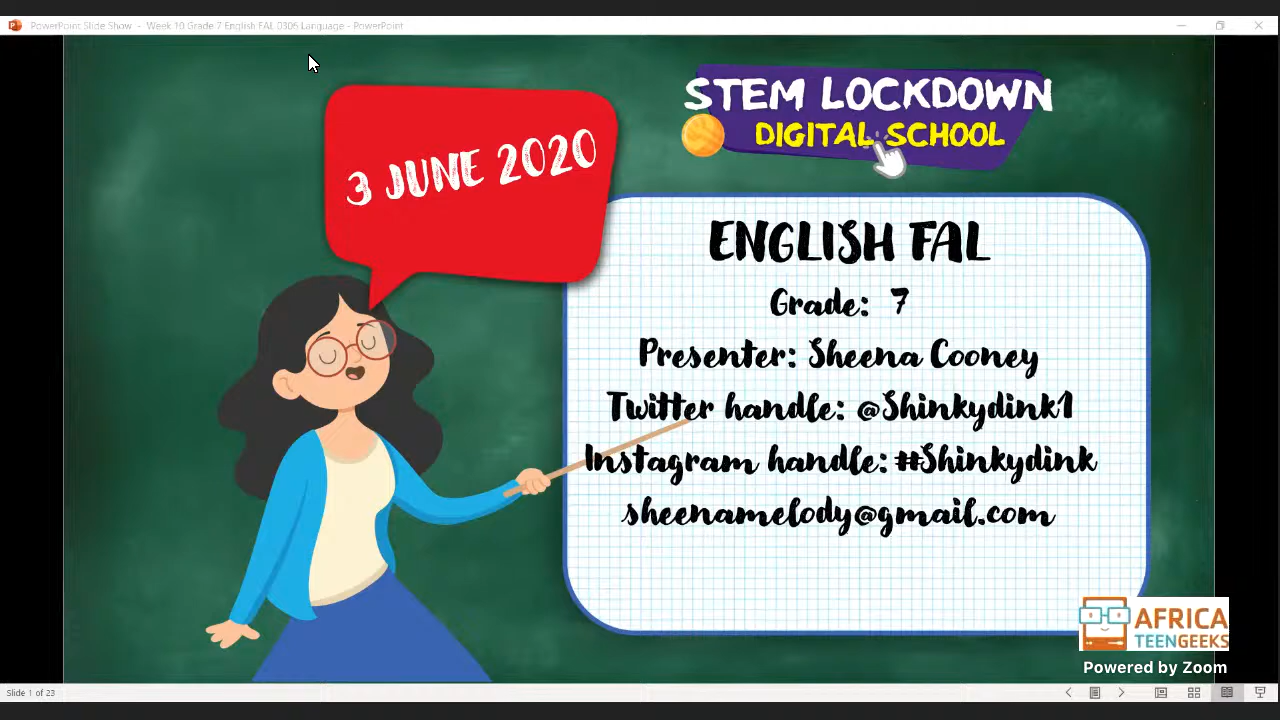 PowerPoint Slide Show - Week 10 Grade 7 English FAL 0306 Language - PowerPoint
STEM LOCKDOWN
DIGITAL SCHOOL
3 JUNE 2020
ENGLISH FAL
Grade: 7
Presenter: Sheena Cooney
Twitter handle: @Shinkydink1
Instagram handle: #Shinkydink
sheenamelody@gmail.com
AFRICA
TEENGEEKS
Powered by Zoom
Slide 1 of 23